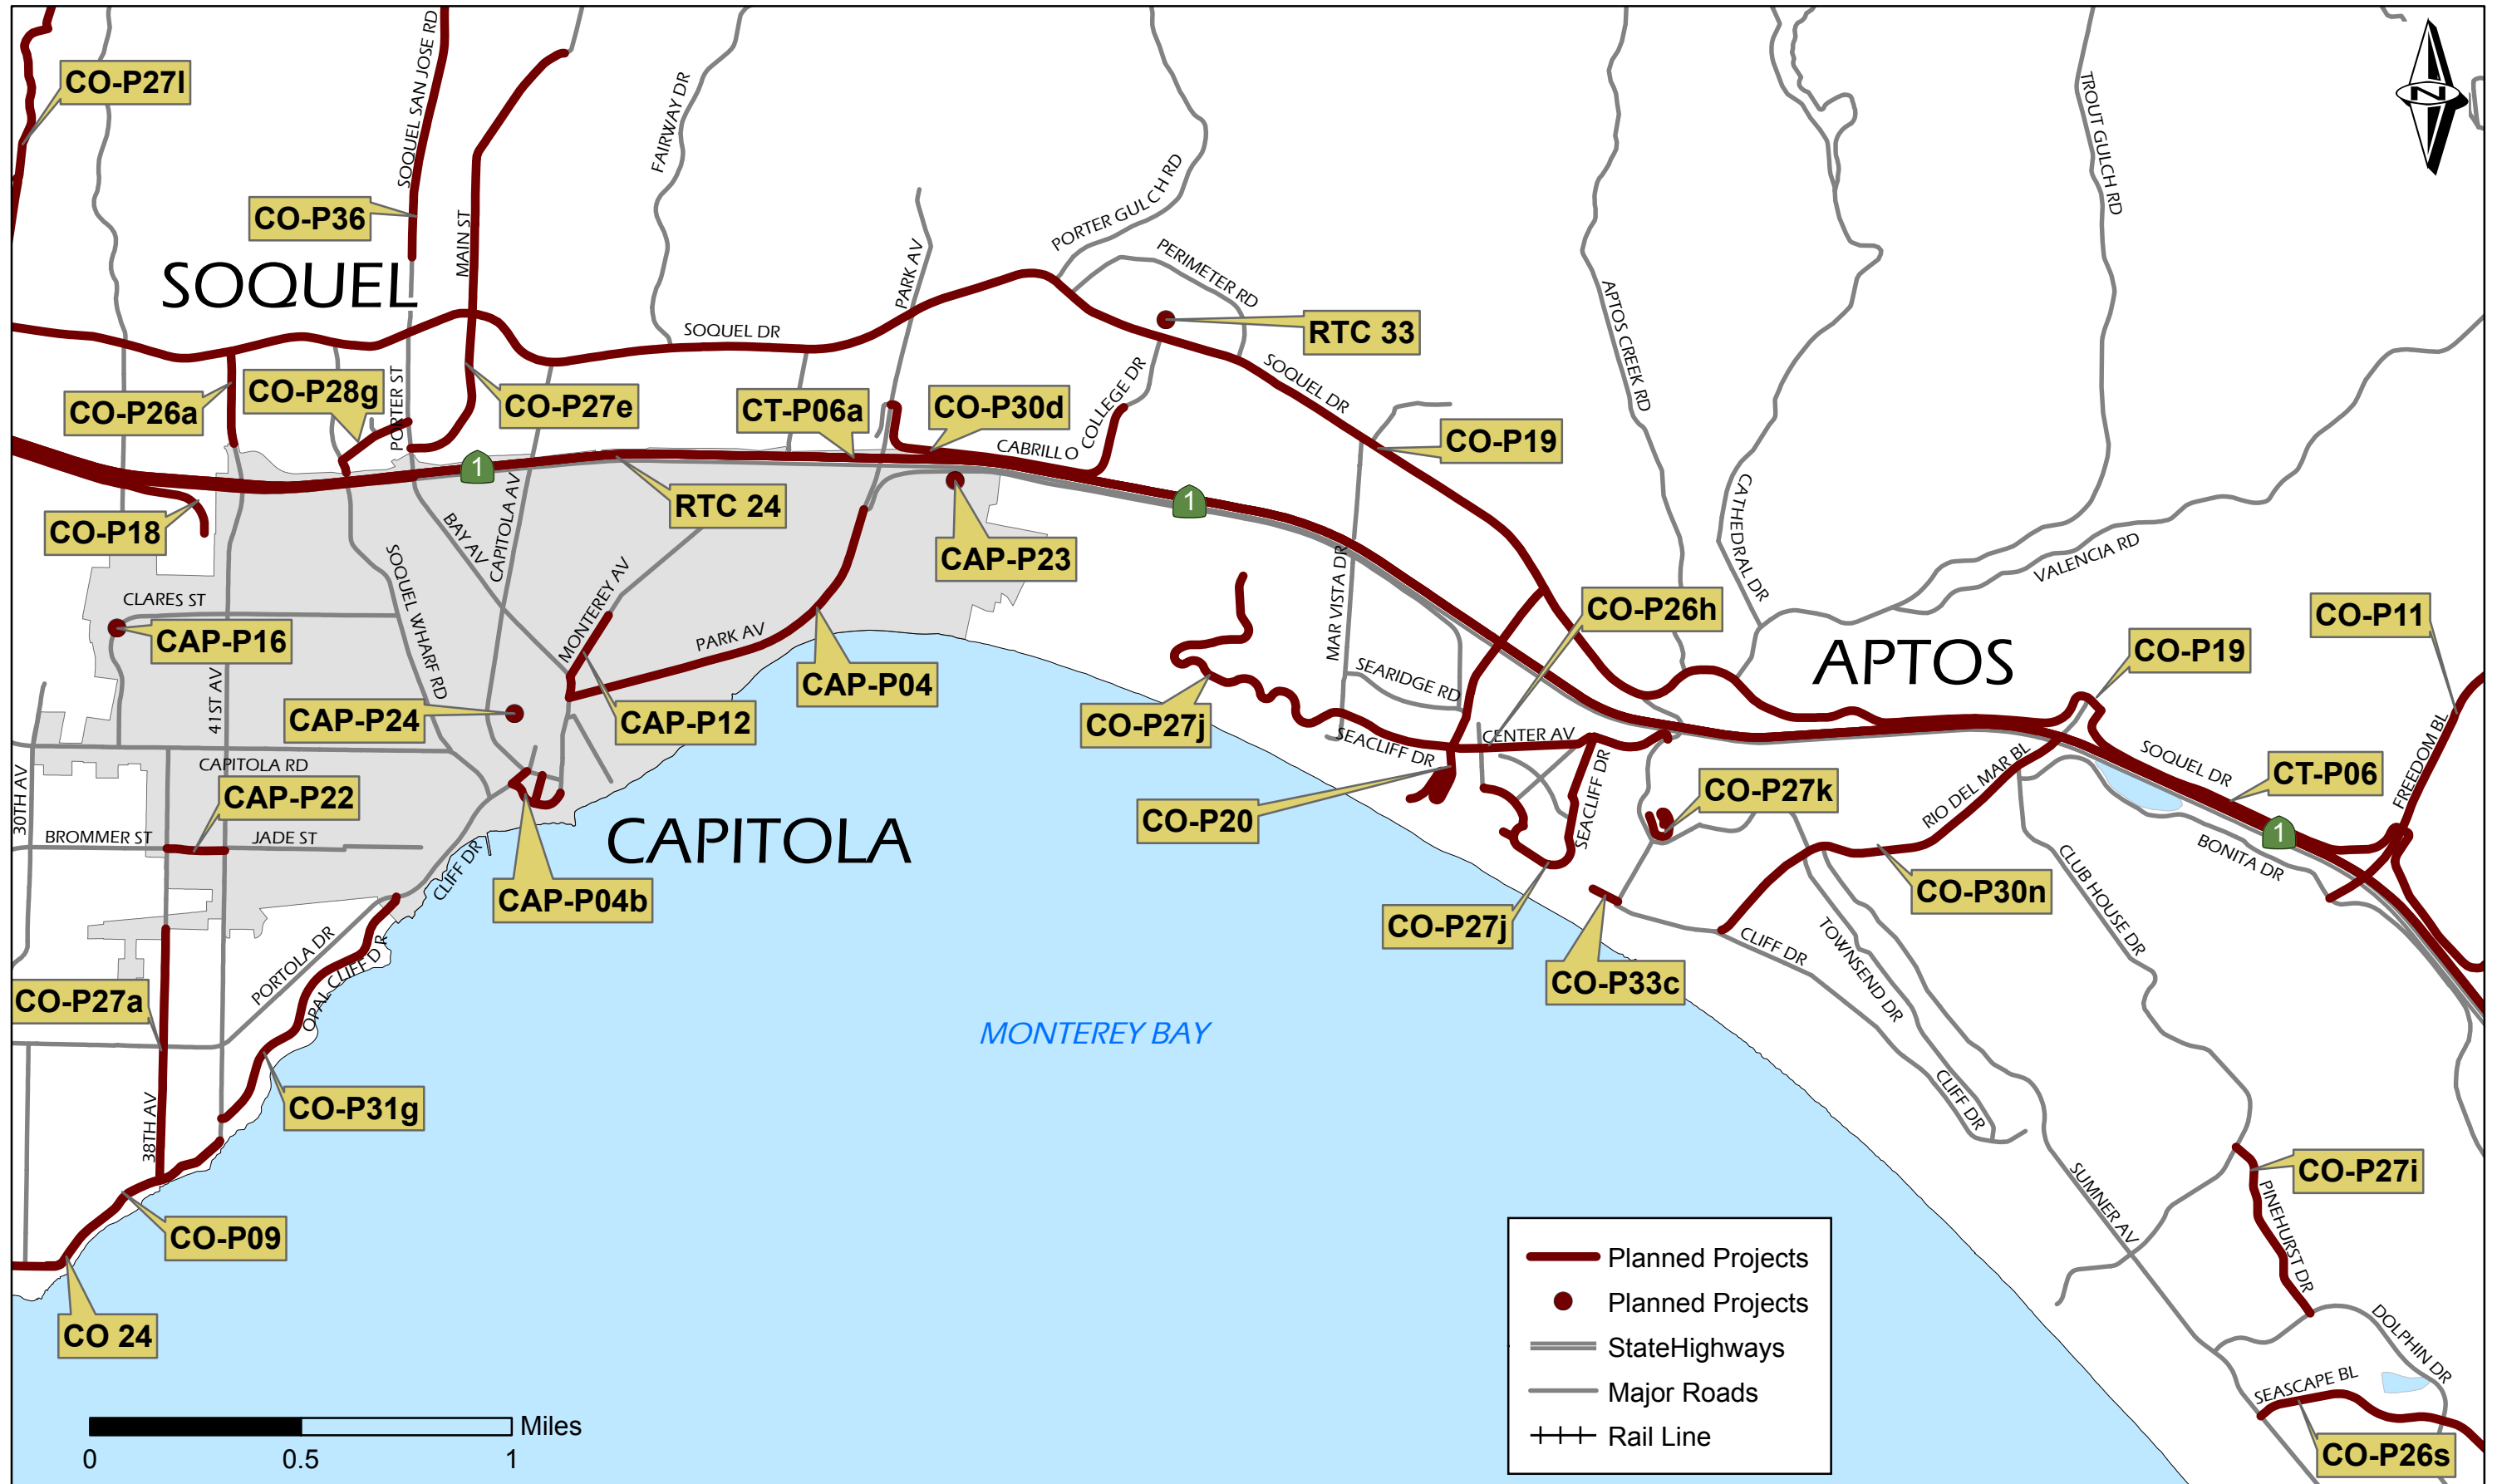 CO-P27l
SOQUEL SAN JOSE RD
FAIRWAY DR
TROUT GULCH RD
N
CO-P36
MAIN ST
PORTER GULCH RD
PERIMETER RD
PARK AV
SOQUEL
SOQUEL DR
RTC 33
APTOS CREEK RD
CO-P26a
CO-P28g
PORTER ST
CO-P27e
CT-P06a
CO-P30d
CABRILLO COLLEGE DR
SOQUEL DR
CO-P19
1
1
CO-P18
RTC 24
BAY AV
CAPITOLA AV
CAP-P23
CATHEDRAL DR
VALENCIA RD
CLARES ST
CAP-P16
SOQUEL WHARF RD
MONTEREY AV
PARK AV
CAP-P04
MAR VISTA DR
CO-P26h
APTOS
CO-P11
CO-P19
41ST AV
CAP-P24
CAP-P12
CO-P27j
SEARIDGE RD
SEACLIFF DR
CENTER AV
SEACLIFF DR
CAPITOLA RD
CAP-P22
30TH AV
BROMMER ST
JADE ST
CAPITOLA
CLIFF DR
CAP-P04b
CO-P20
CO-P27k
RIO DEL MAR BL
SOQUEL DR
CT-P06
FREEDOM BL
1
BONITA DR
CLUB HOUSE DR
CO-P30n
CO-P27j
CO-P33c
CLIFF DR
TOWNSEND DR
CLIFF DR
PORTOLA DR
OPAL CLIFF DR
CO-P27a
MONTEREY BAY
38TH AV
CO-P31g
CO-P09
CO 24
SUMNER AV
CO-P27i
PINEHURST DR
DOLPHIN DR
SEASCAPE BL
CO-P26s
Planned Projects
Planned Projects
StateHighways
Major Roads
Rail Line
Miles
0 0.5 1